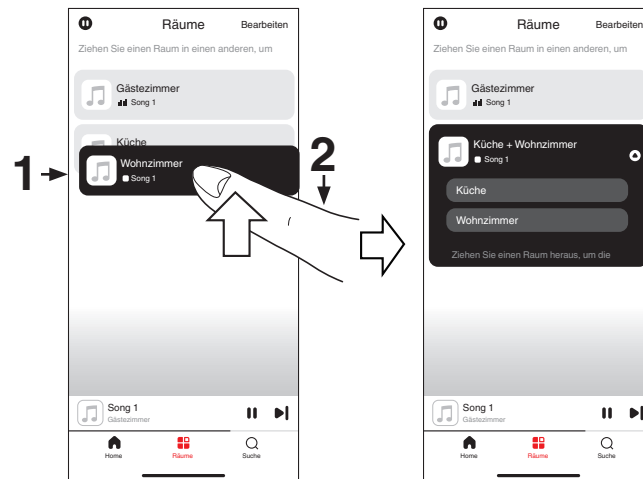 Räume
Bearbeiten
Ziehen Sie einen Raum in einen anderen, um
Gästezimmer
Song 1
Küche
Wohnzimmer
Song 1
1
2
Song 1
Gästezimmer
Home
Räume
Suche
Räume
Bearbeiten
Ziehen Sie einen Raum in einen anderen, um
Gästezimmer
Song 1
Küche + Wohnzimmer
Song 1
Küche
Wohnzimmer
Ziehen Sie einen Raum heraus, um die
Song 1
Gästezimmer
Home
Räume
Suche